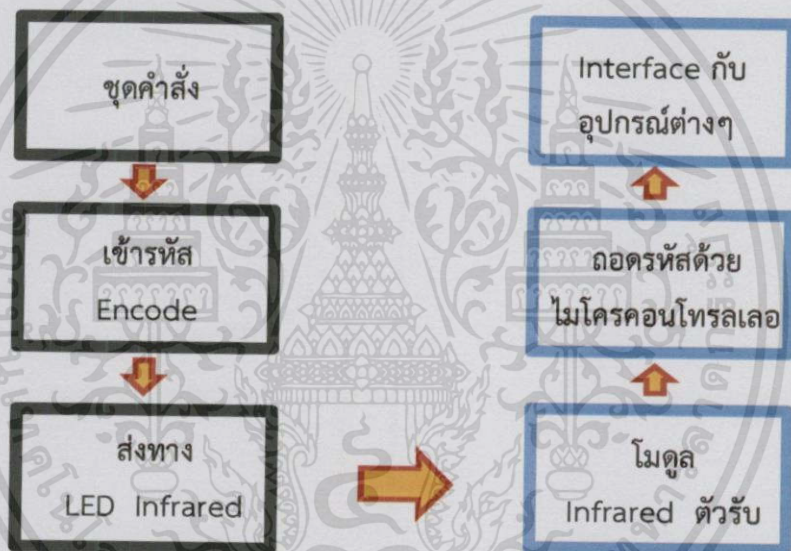 ชุดคำสั่ง
เข้ารหัส
Encode
ส่งทาง
LED Infrared
โมดูล
Infrared ตัวรับ
ถอดรหัสด้วย
ไมโครคอนโทรลเลอ
Interface กับ
อุปกรณ์ต่างๆ